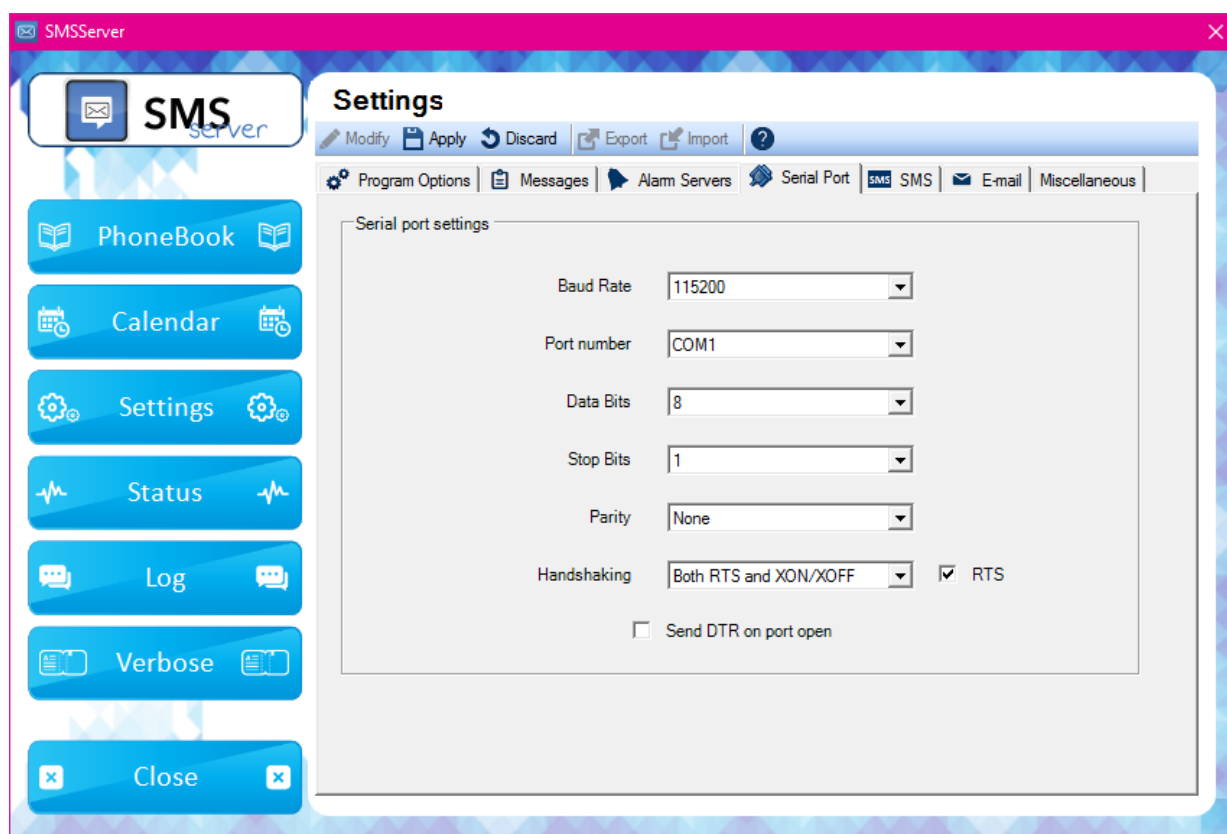 SMSServer
SMS
server
Settings
Modify Apply Discard Export Import ?
Program Options Messages Alarm Servers Serial Port SMS SMS E-mail Miscellaneous
PhoneBook
Calendar
Settings
Status
Log
Verbose
Close
Serial port settings
Baud Rate 115200
Port number COM1
Data Bits 8
Stop Bits 1
Parity None
Handshaking Both RTS and XON/XOFF RTS
Send DTR on port open